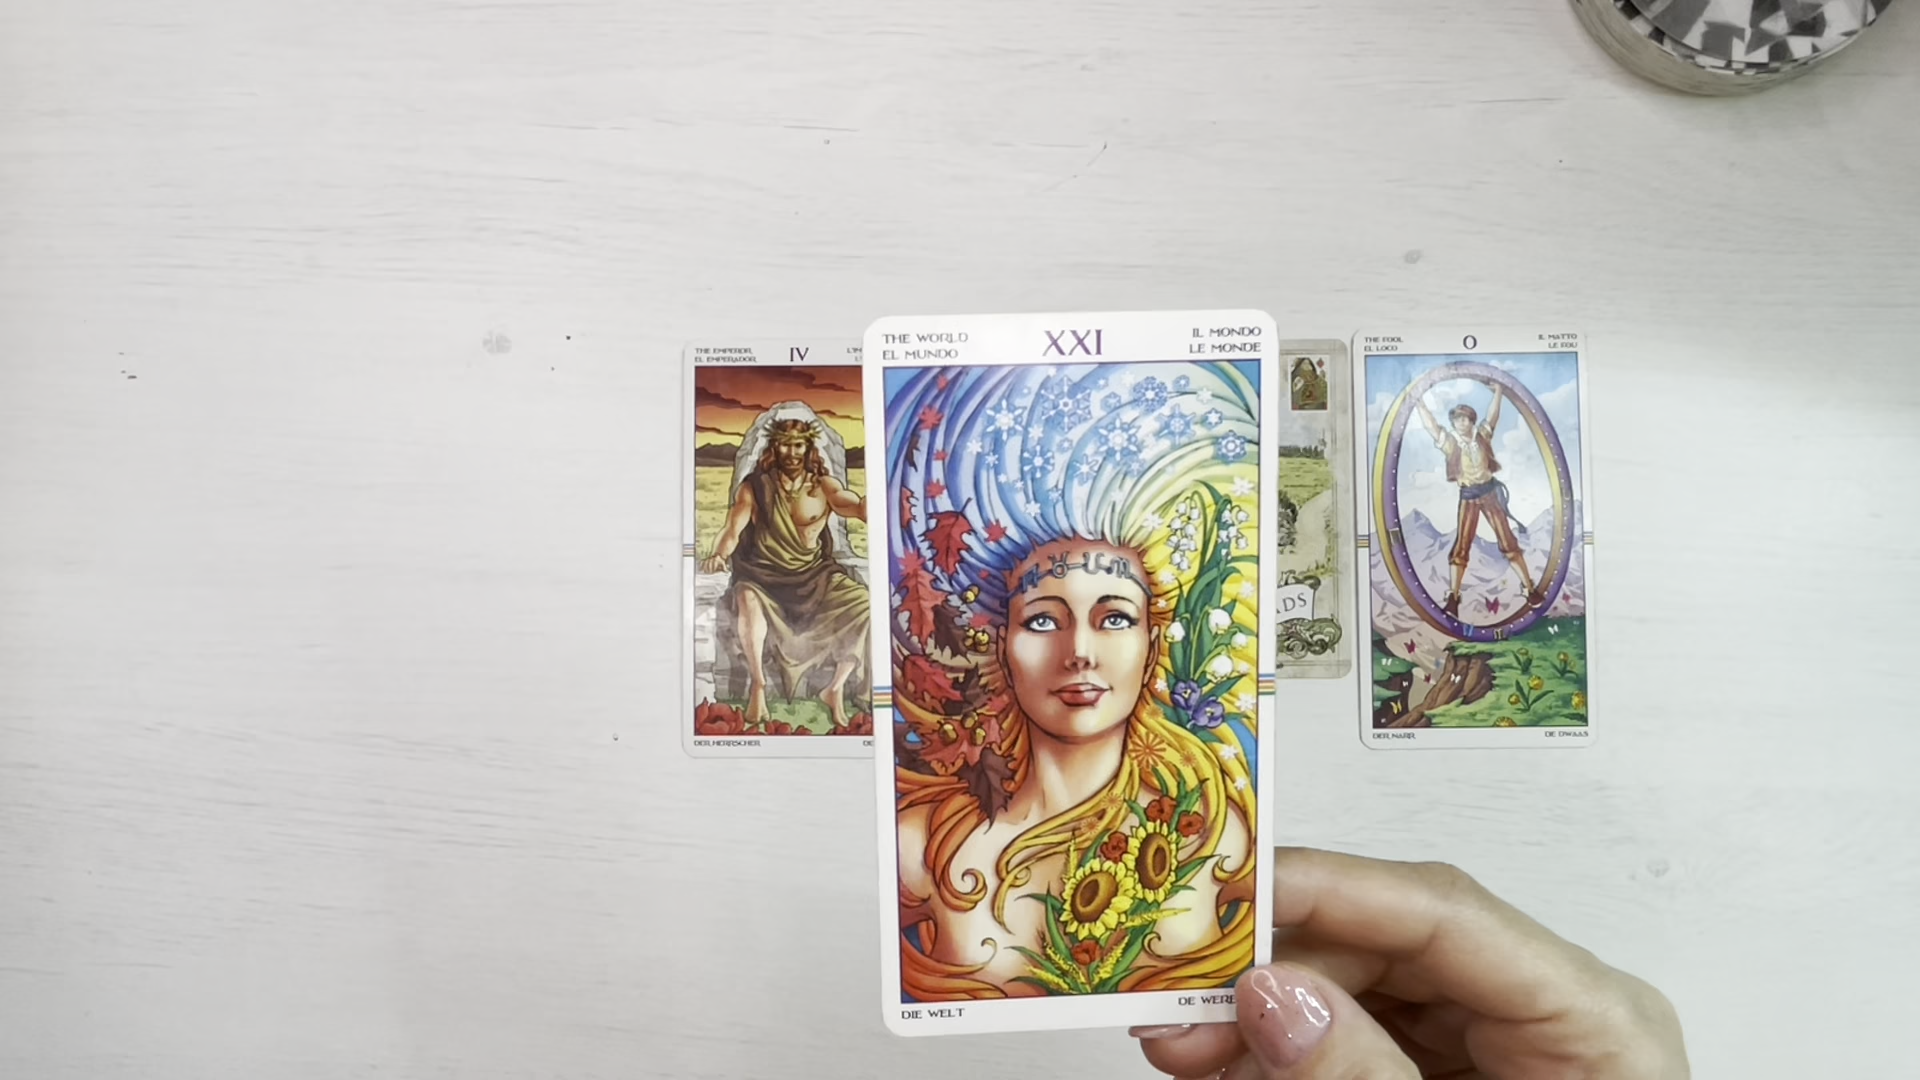 THE WORLD
EL MUNDO
XXI
IL MONDO
LE MONDE
DIE WELT
THE EMPEROR
EL EMPERADOR
IV
DER HERRSCHER
THE FOOL
EL LOCO
0
IL MATTO
LE FOU
DER NARR
DE DWAAS